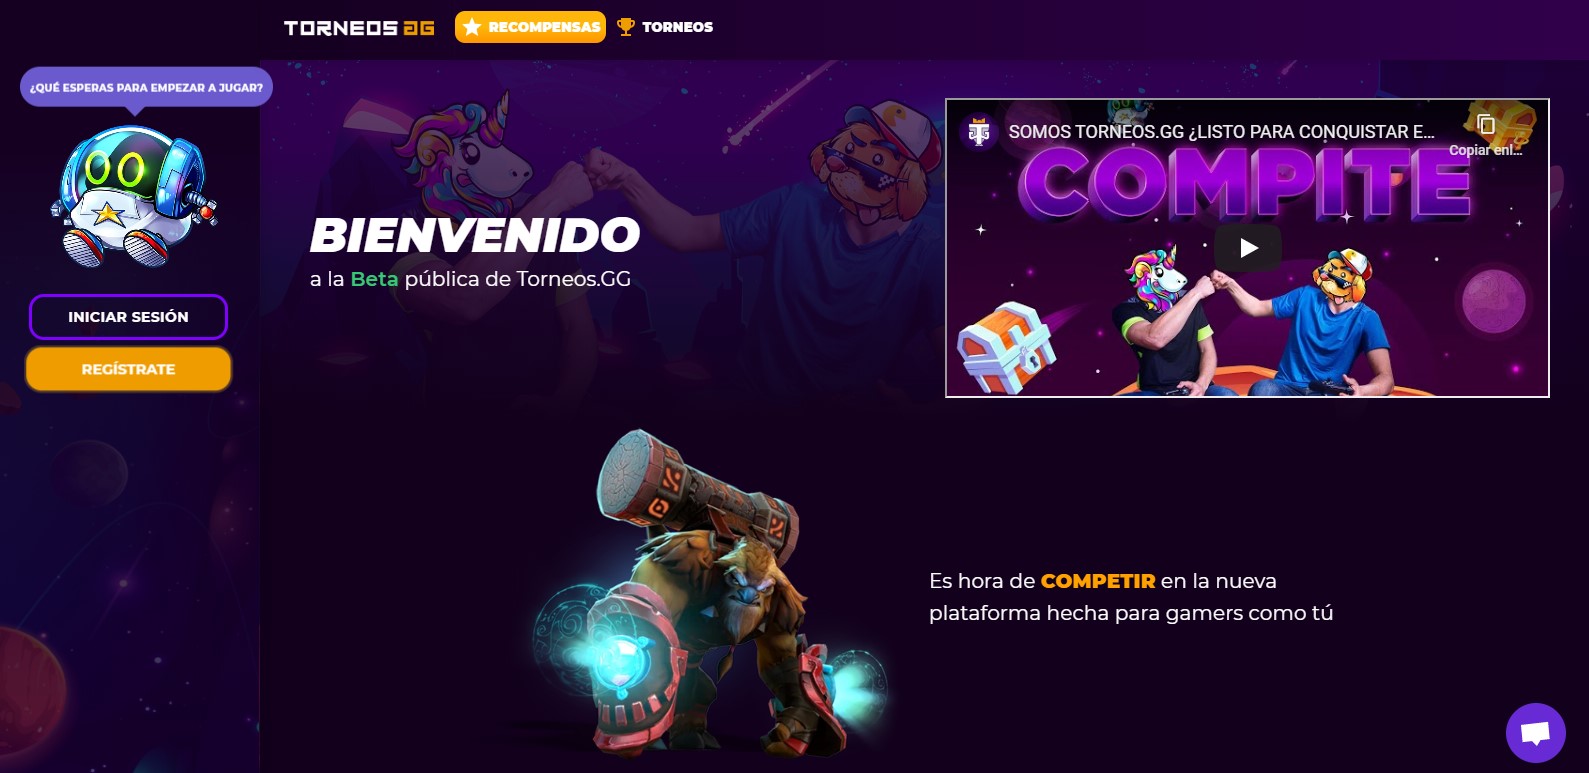 TORNEOS GG
RECOMPENSAS
TORNEOS
¿QUÉ ESPERAS PARA EMPEZAR A JUGAR?
INICIAR SESIÓN
REGÍSTRATE
BIENVENIDO
a la Beta pública de Torneos.GG
SOMOS TORNEOS.GG ¿LISTO PARA CONQUISTAR E...
Copiar enl...
COMPITE
Es hora de COMPETIR en la nueva
plataforma hecha para gamers como tú